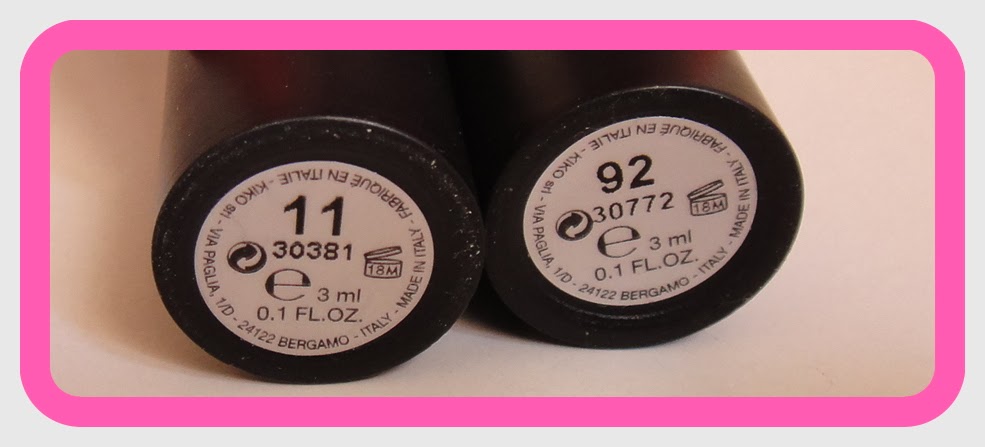 11
30381
18M
e 3 ml
0.1 FL.OZ.
KIKO srl - VIA PAGLIA, 1/D - 24122 BERGAMO - ITALY - MADE IN ITALY - FABRIQUÉ EN ITALIE -
92
30772
18M
e 3 ml
0.1 FL.OZ.
KIKO srl - VIA PAGLIA, 1/D - 24122 BERGAMO - ITALY - MADE IN ITALY - FABRIQUÉ EN ITALIE -